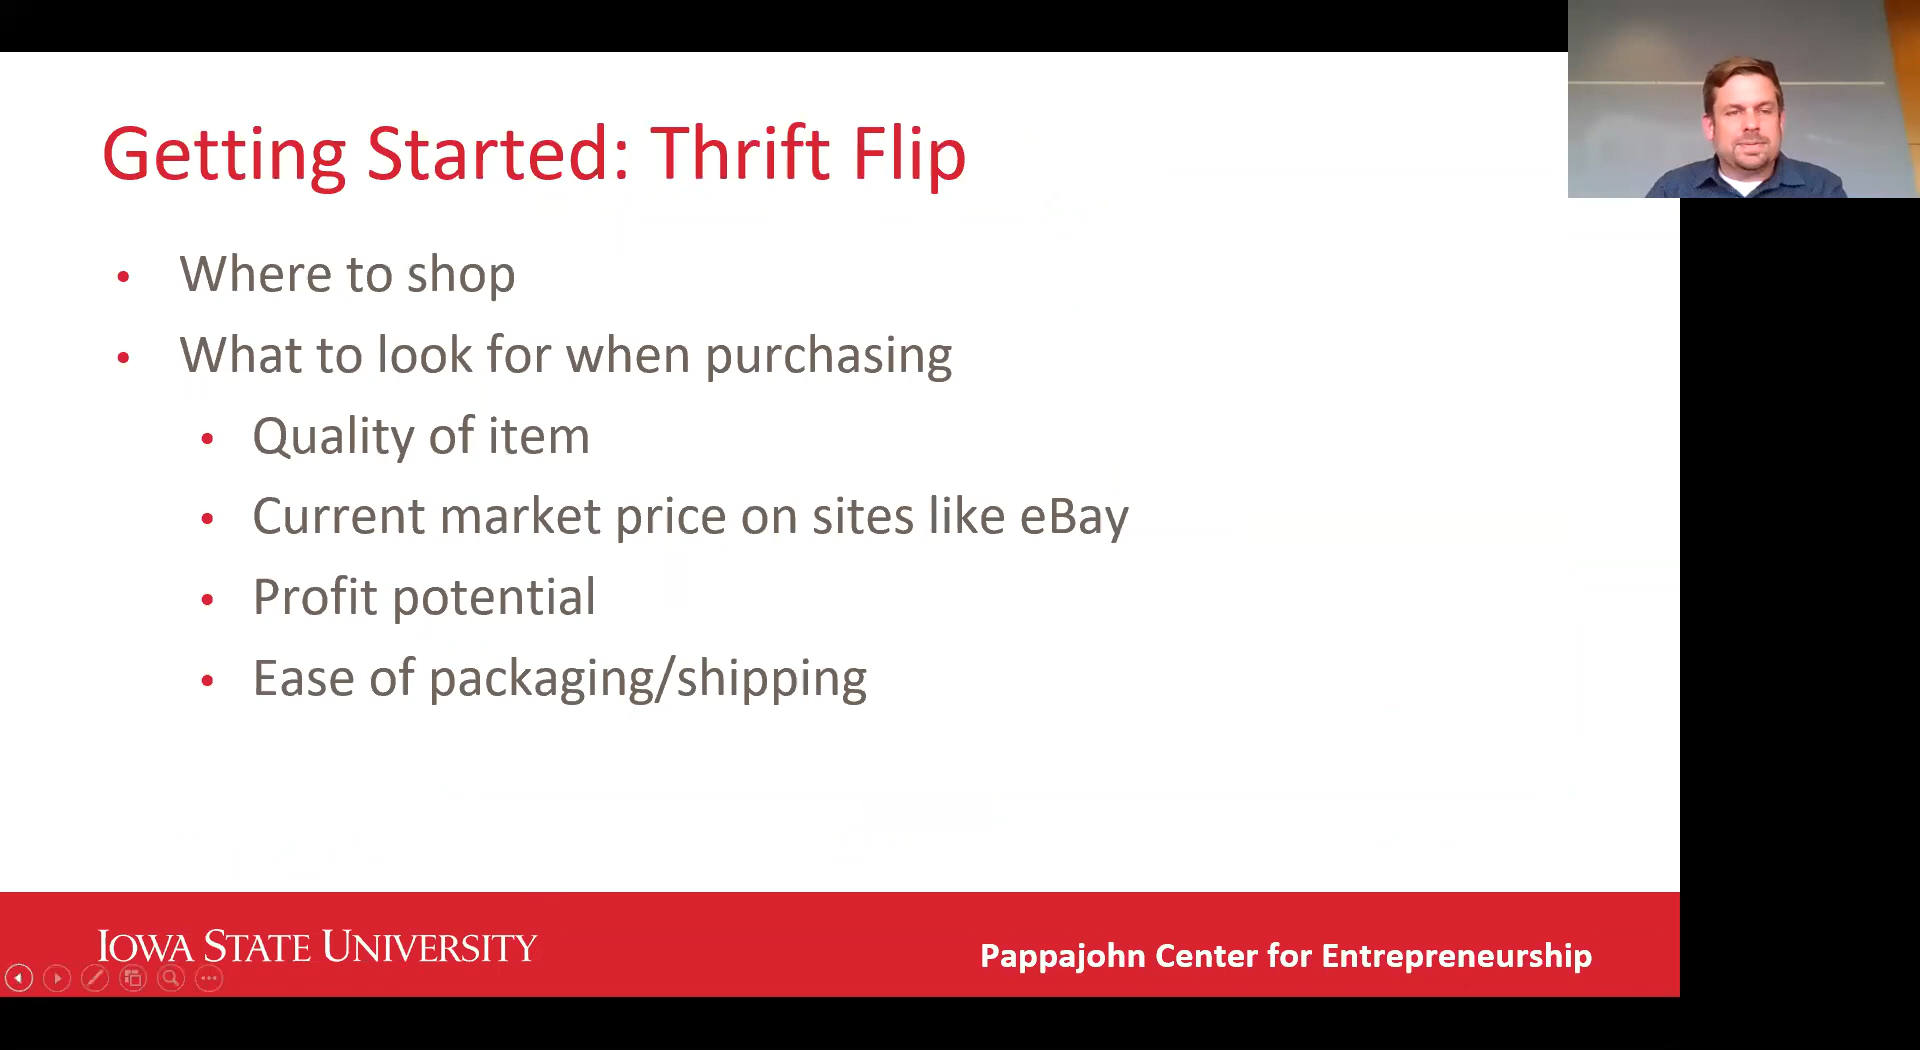 Getting Started: Thrift Flip
• Where to shop
• What to look for when purchasing
• Quality of item
• Current market price on sites like eBay
• Profit potential
• Ease of packaging/shipping
IOWA STATE UNIVERSITY
Pappajohn Center for Entrepreneurship